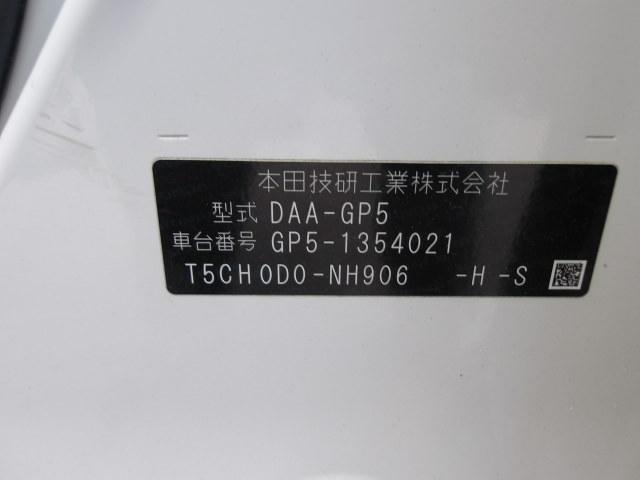 本田技研工業株式会社
型式 DAA-GP5
車台番号 GP5-1354021
T5CH0D0-NH906 -H -S